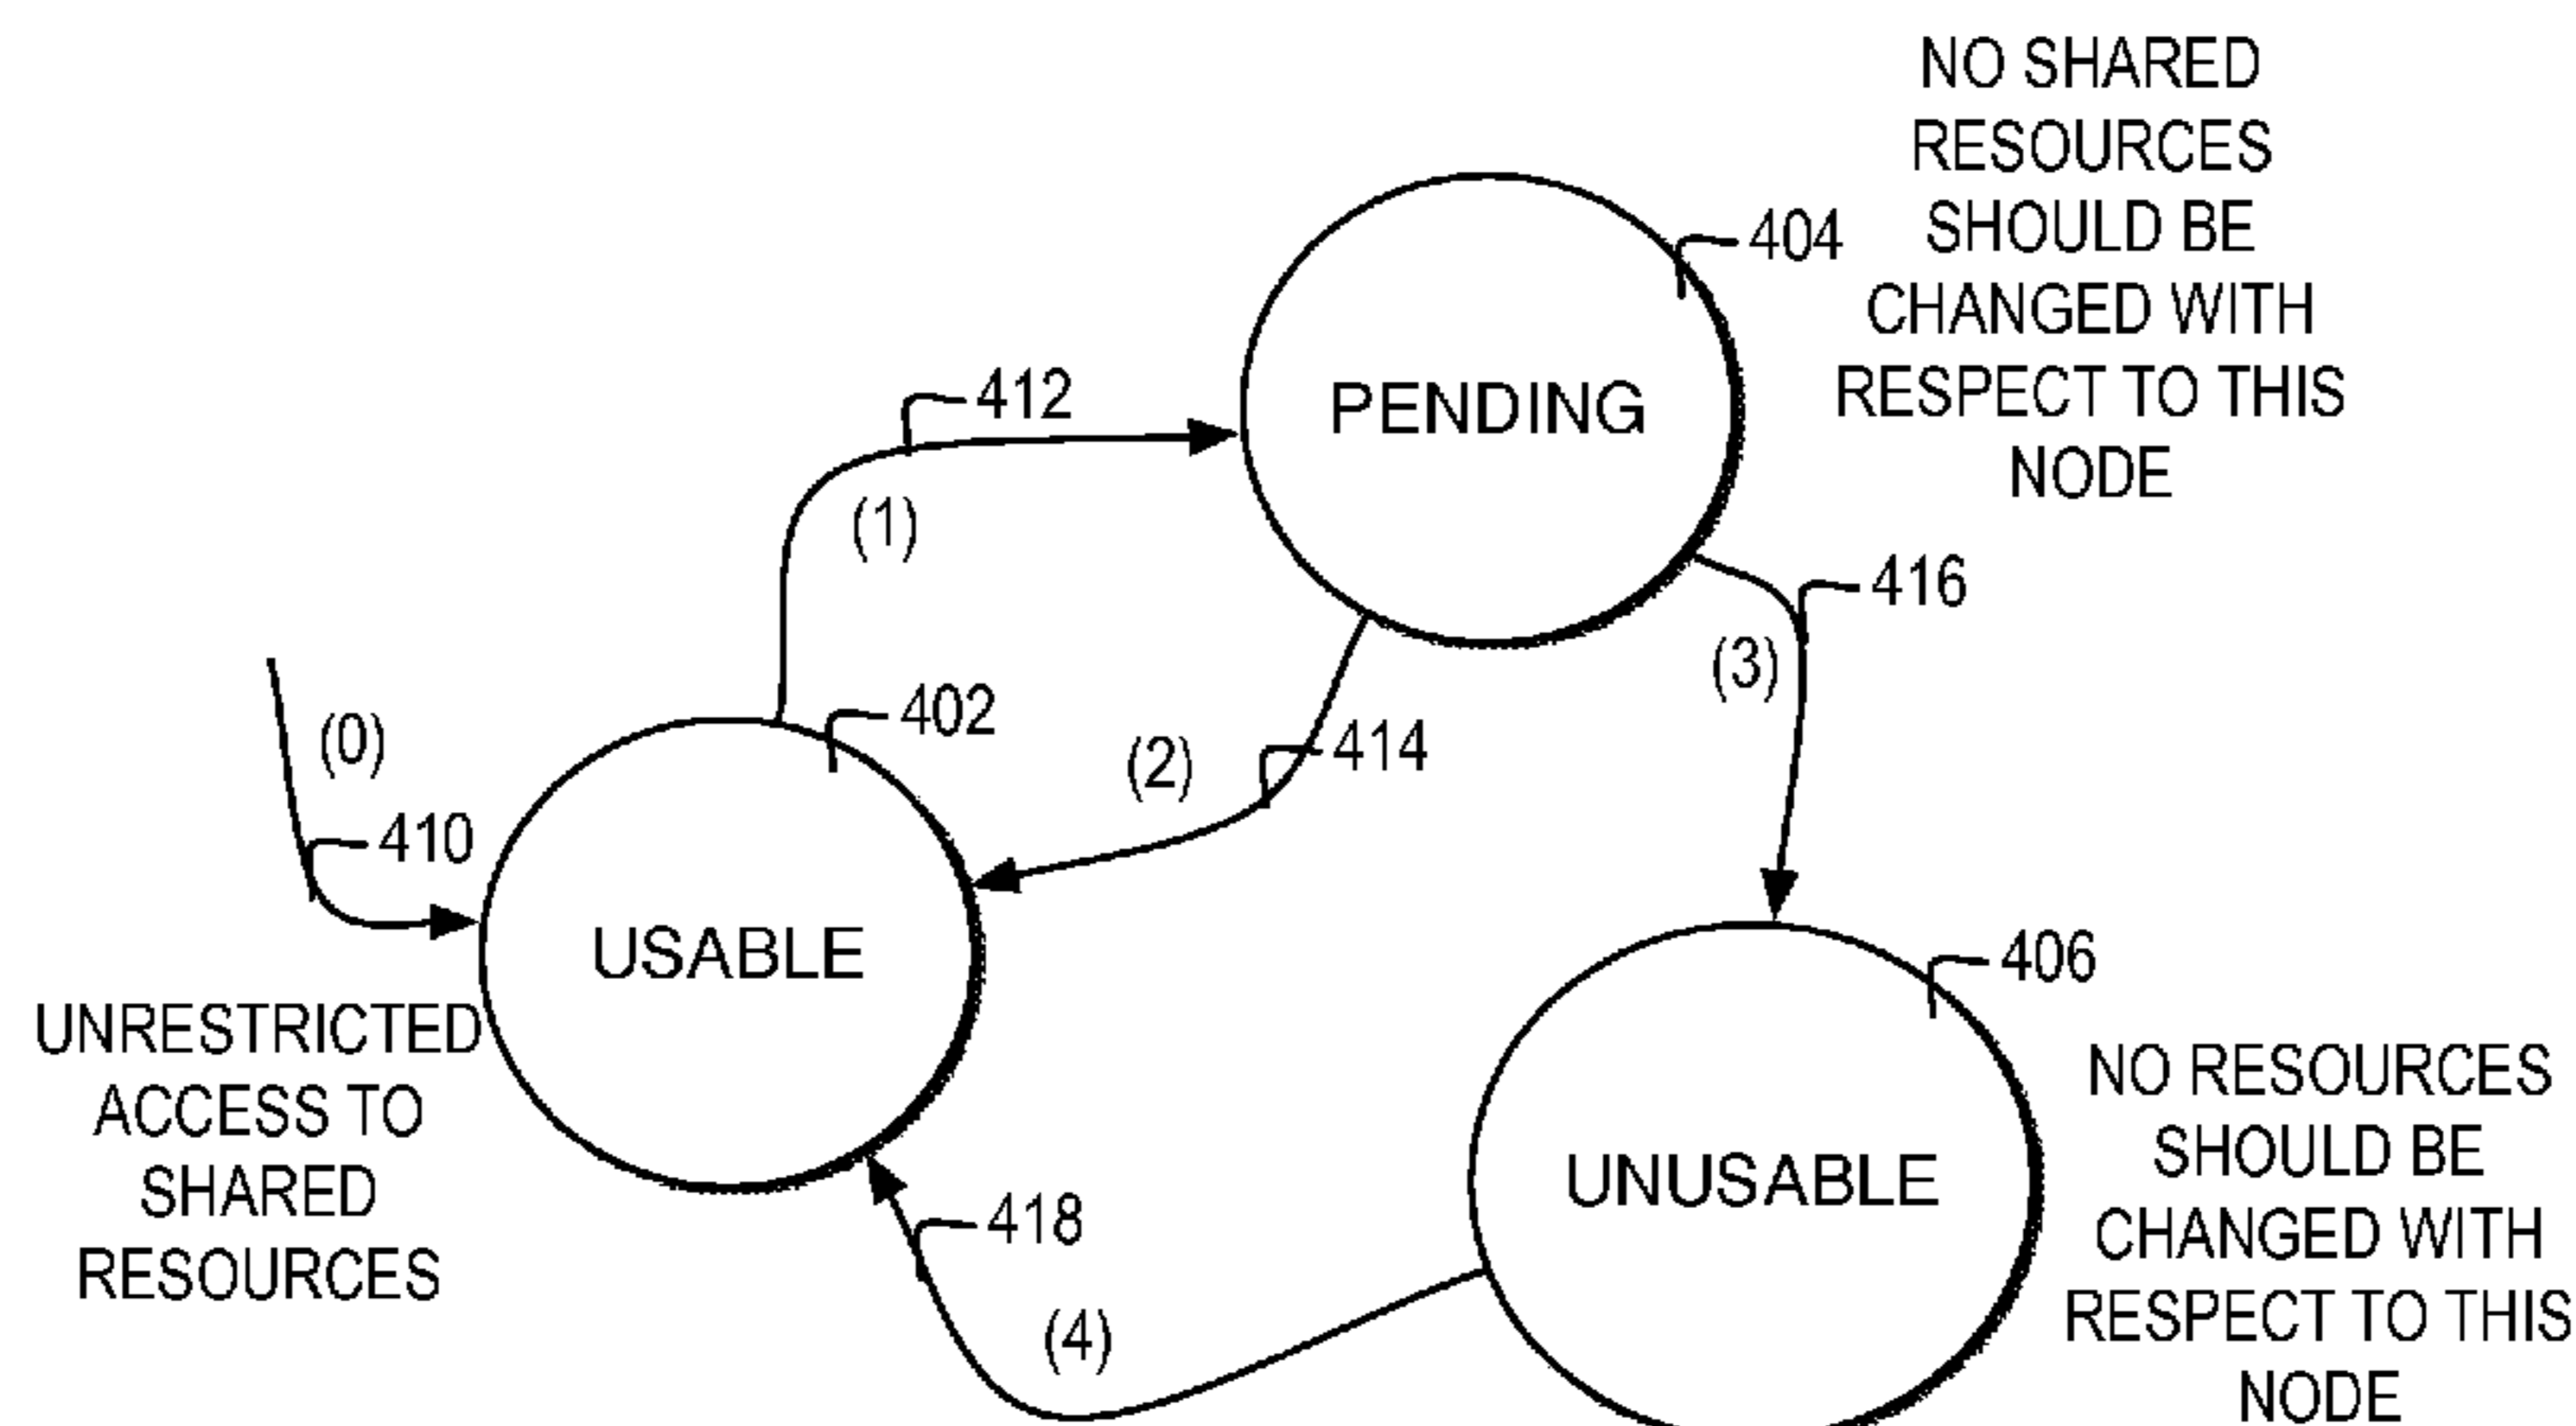 NO SHARED
RESOURCES
SHOULD BE
CHANGED WITH
RESPECT TO THIS
NODE
404
PENDING
412
(1)
416
(3)
402
(0)
414
(2)
410
USABLE
406
UNRESTRICTED
ACCESS TO
SHARED
RESOURCES
UNUSABLE
NO RESOURCES
SHOULD BE
CHANGED WITH
RESPECT TO THIS
NODE
418
(4)